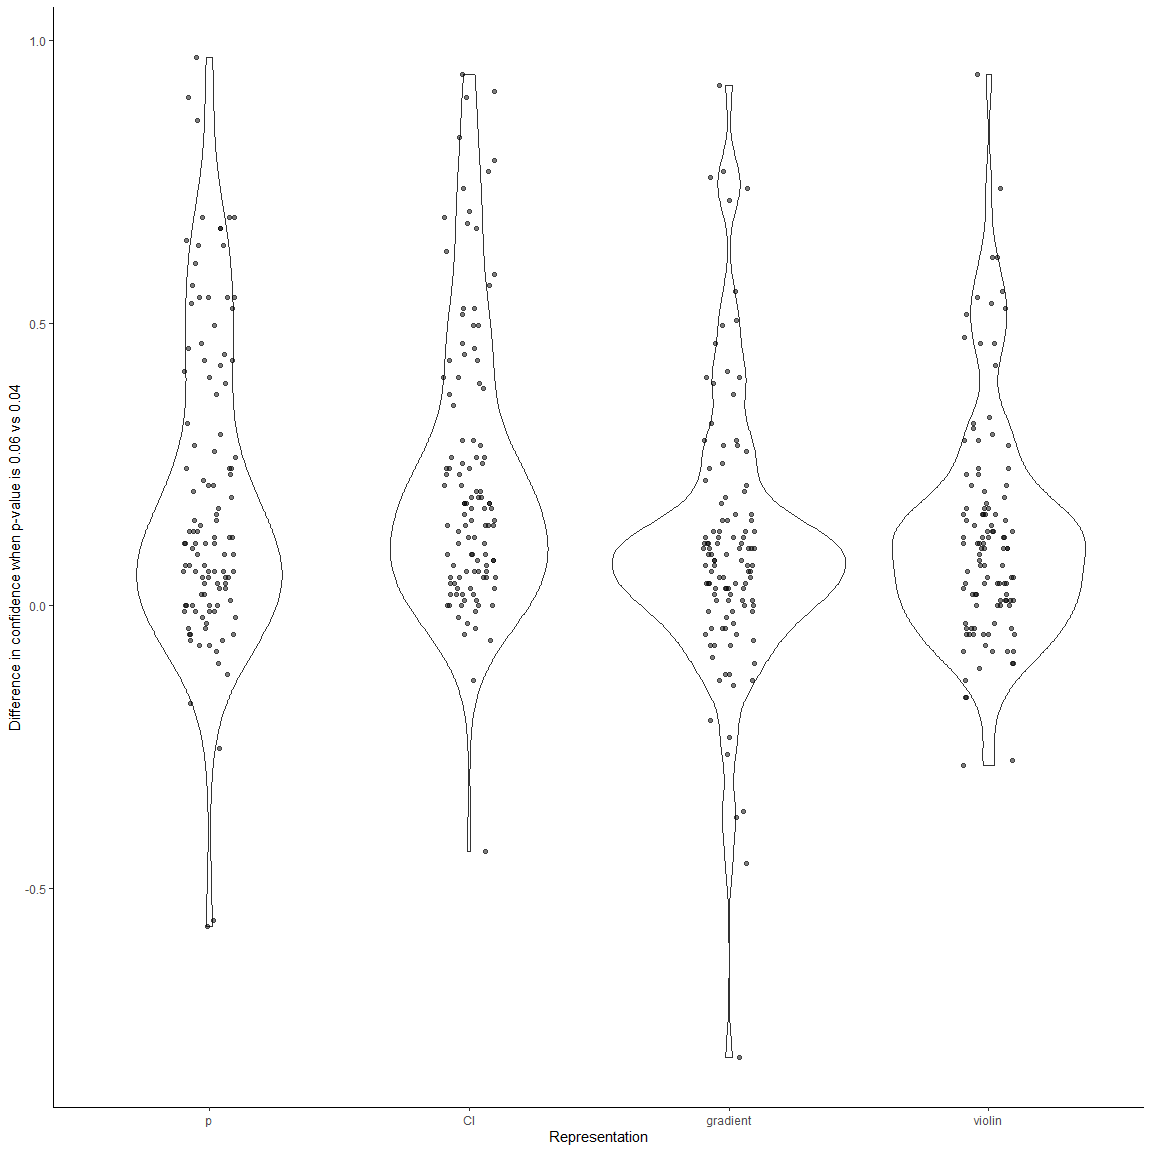 Difference in confidence when p-value is 0.06 vs 0.04
1.0
0.5
0.0
-0.5
p
CI
gradient
violin
Representation